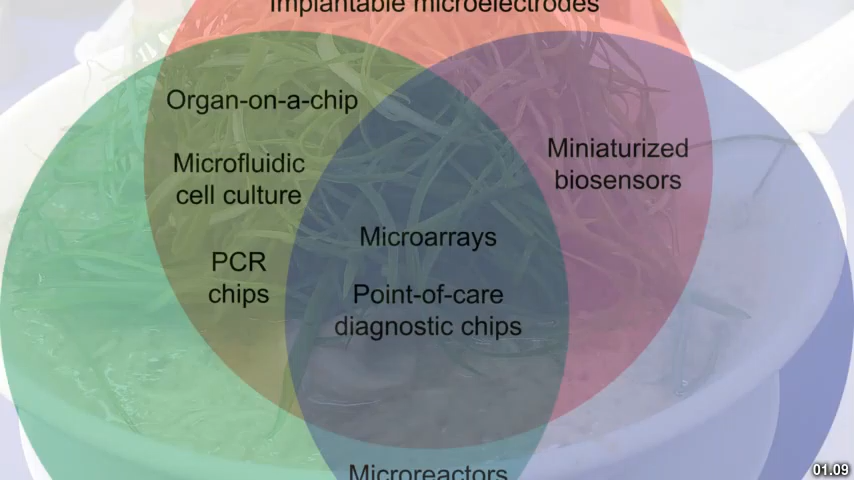 Implantable microelectrodes
Organ-on-a-chip
Microfluidic
cell culture
Miniaturized
biosensors
Microarrays
PCR
chips
Point-of-care
diagnostic chips
Microreactors
01.09